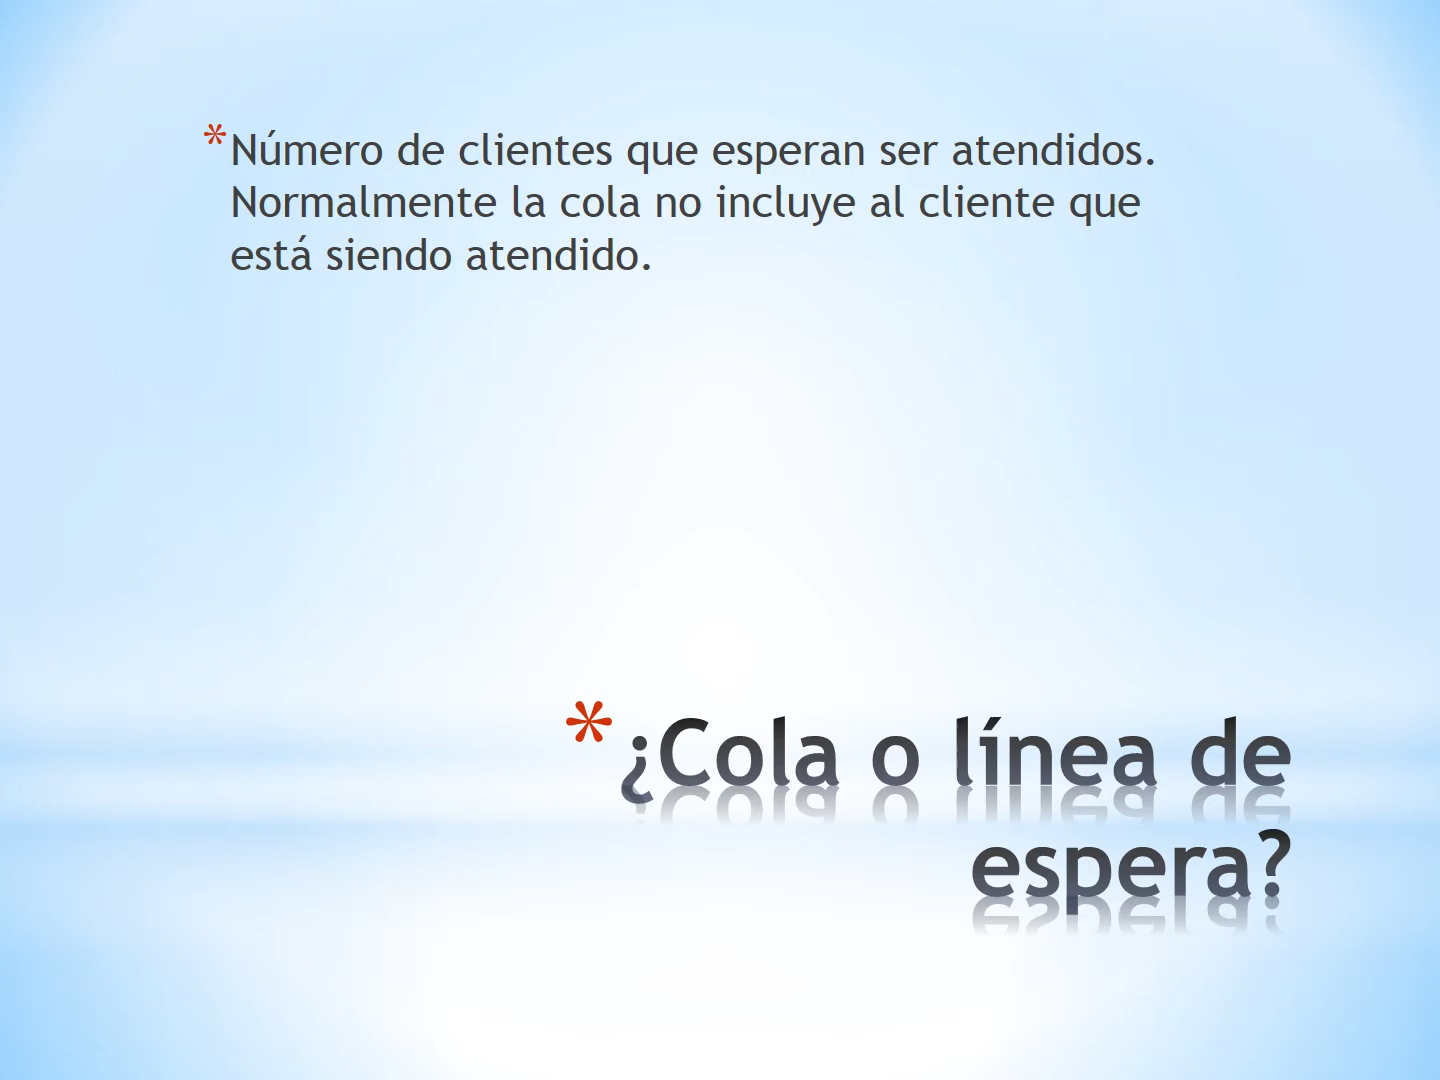 * Número de clientes que esperan ser atendidos.
Normalmente la cola no incluye al cliente que
está siendo atendido.
* ¿Cola o línea de
espera?